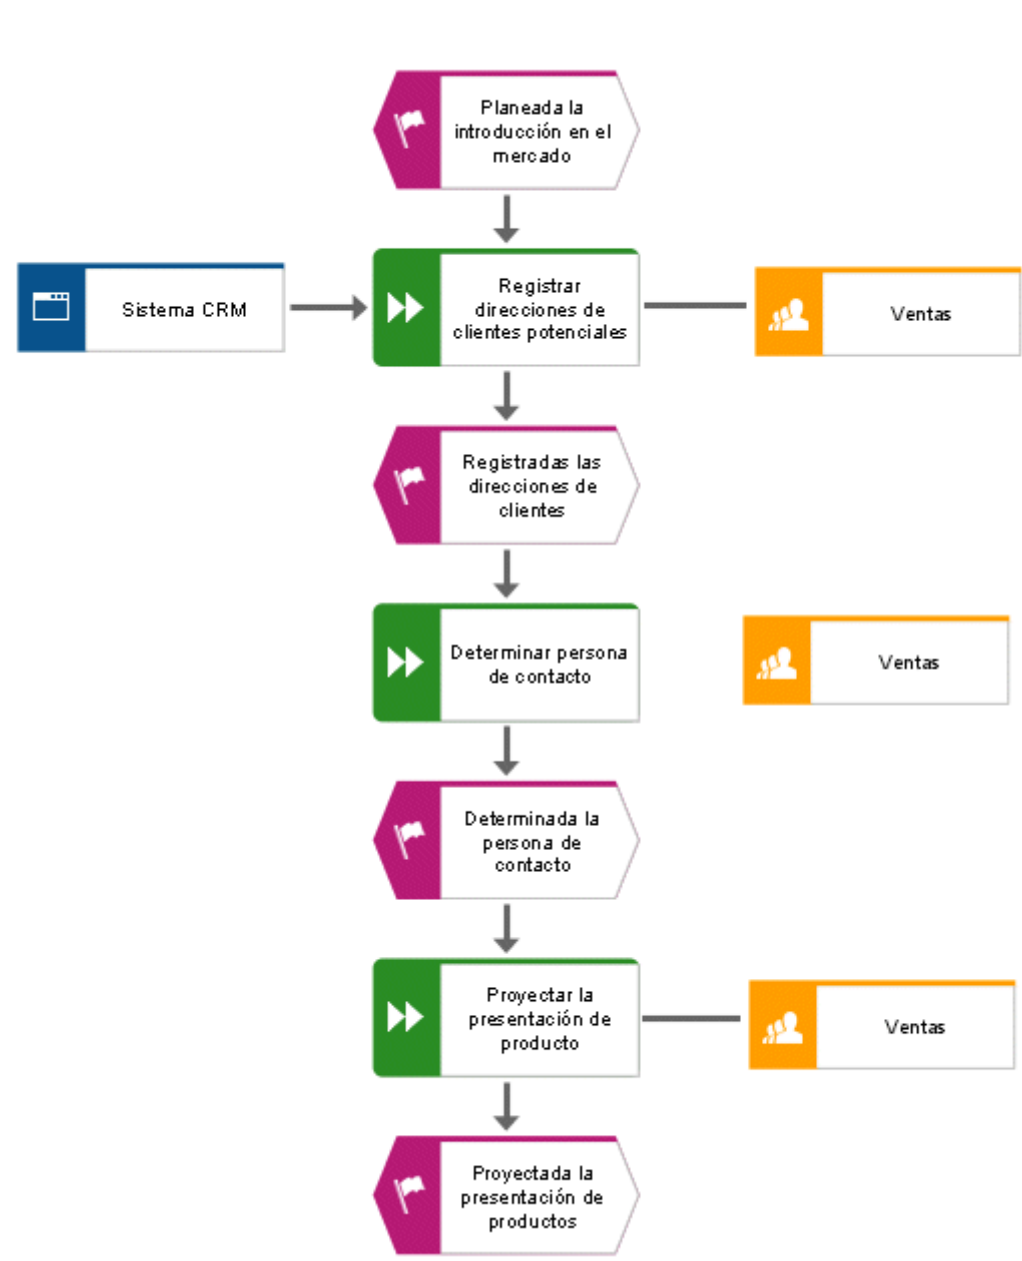 Planeada la
introducción en el
mercado
Sistema CRM
Registrar
direcciones de
clientes potenciales
Ventas
Registradas las
direcciones de
clientes
Determinar persona
de contacto
Ventas
Determinada la
persona de
contacto
Proyectar la
presentación de
producto
Ventas
Proyectada la
presentación de
productos